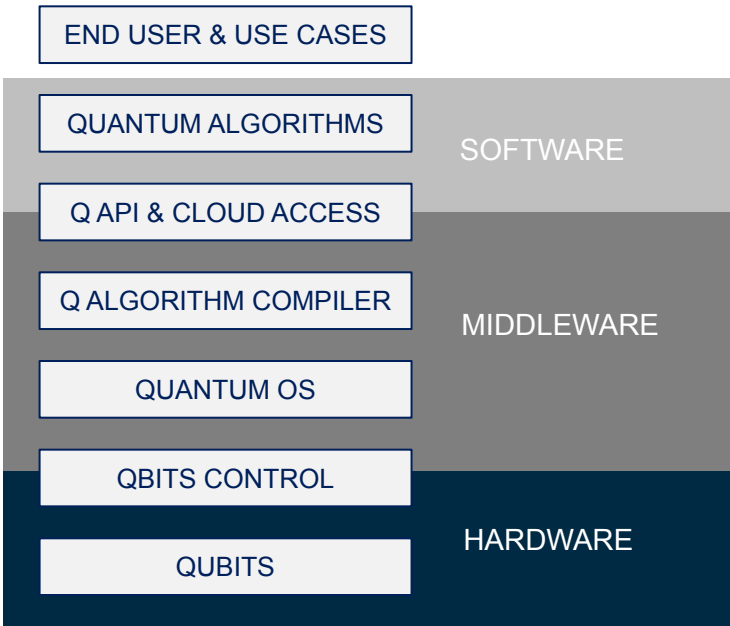 END USER & USE CASES
QUANTUM ALGORITHMS
SOFTWARE
Q API & CLOUD ACCESS
Q ALGORITHM COMPILER
MIDDLEWARE
QUANTUM OS
QBITS CONTROL
HARDWARE
QUBITS